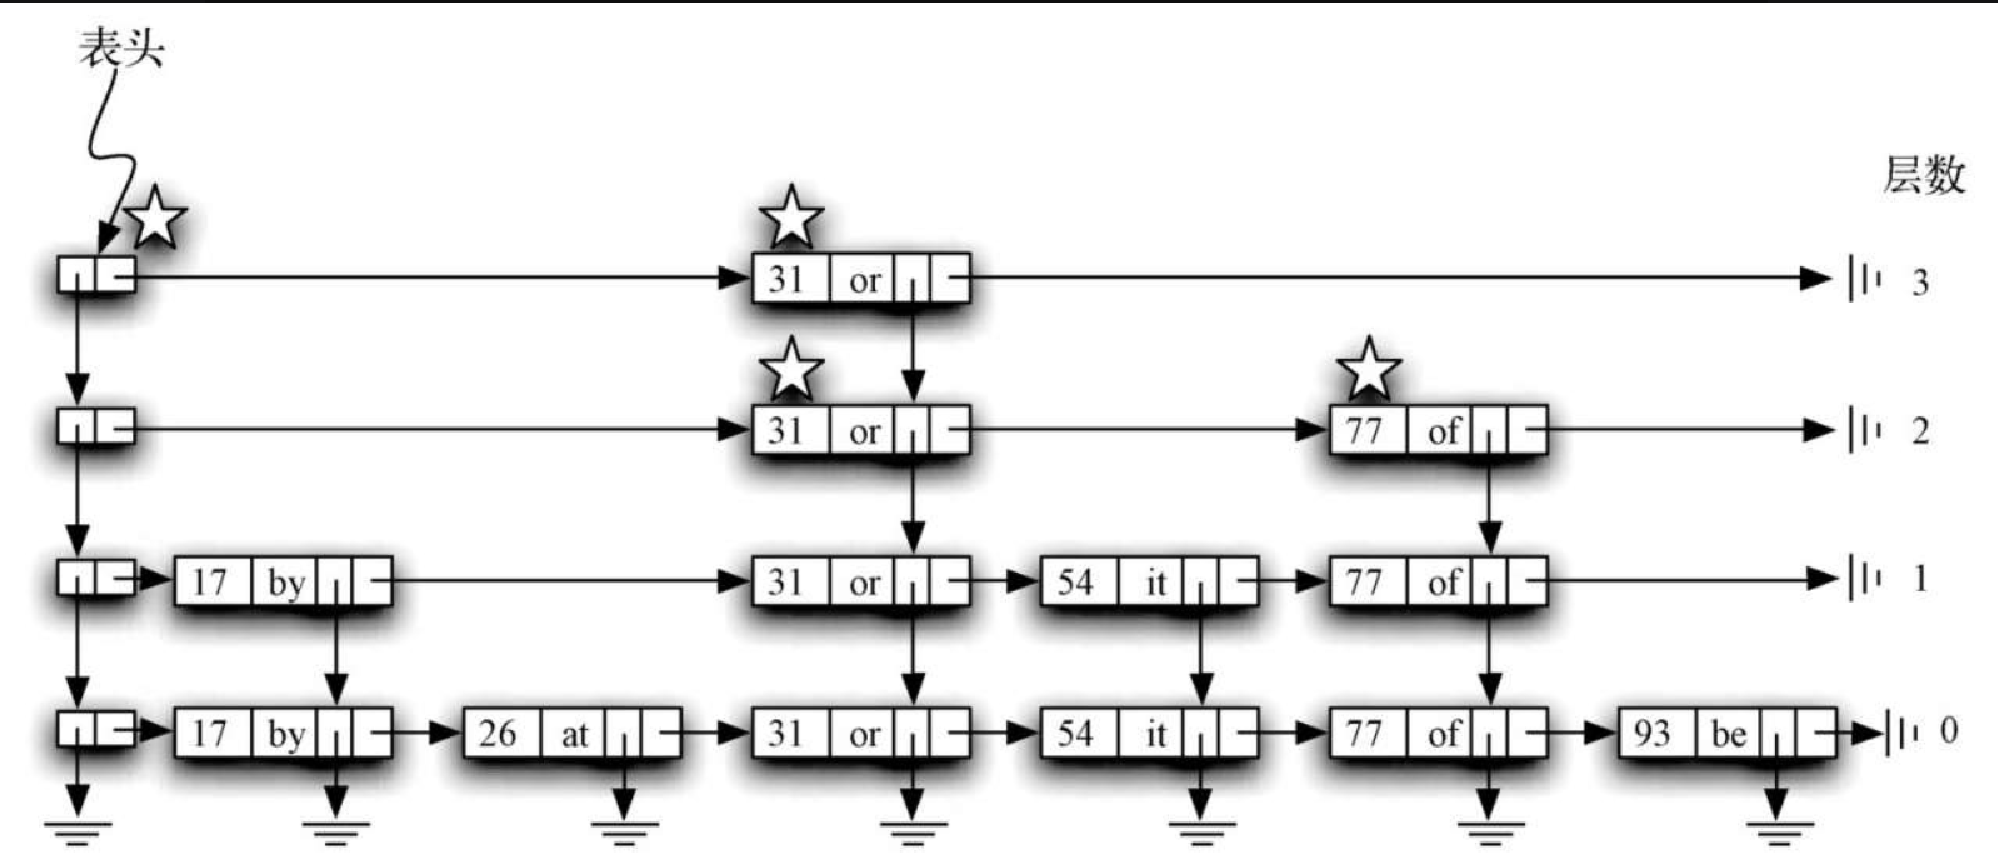 表头
层数
31 or 3
31 or 77 of 2
17 by 31 or 54 it 77 of 1
17 by 26 at 31 or 54 it 77 of 93 be 0